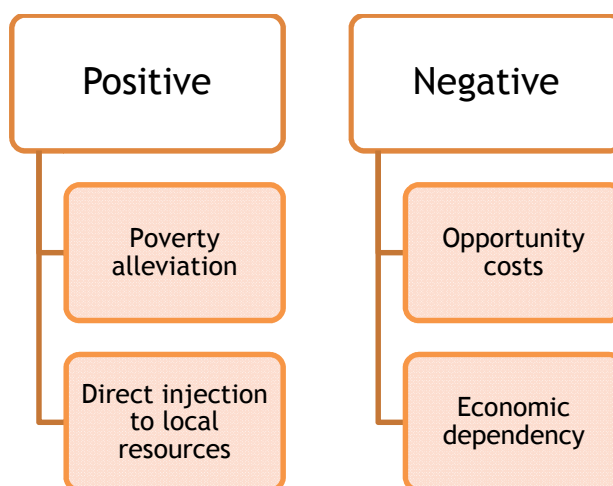 Positive
Poverty
alleviation
Direct injection
to local
resources
Negative
Opportunity
costs
Economic
dependency